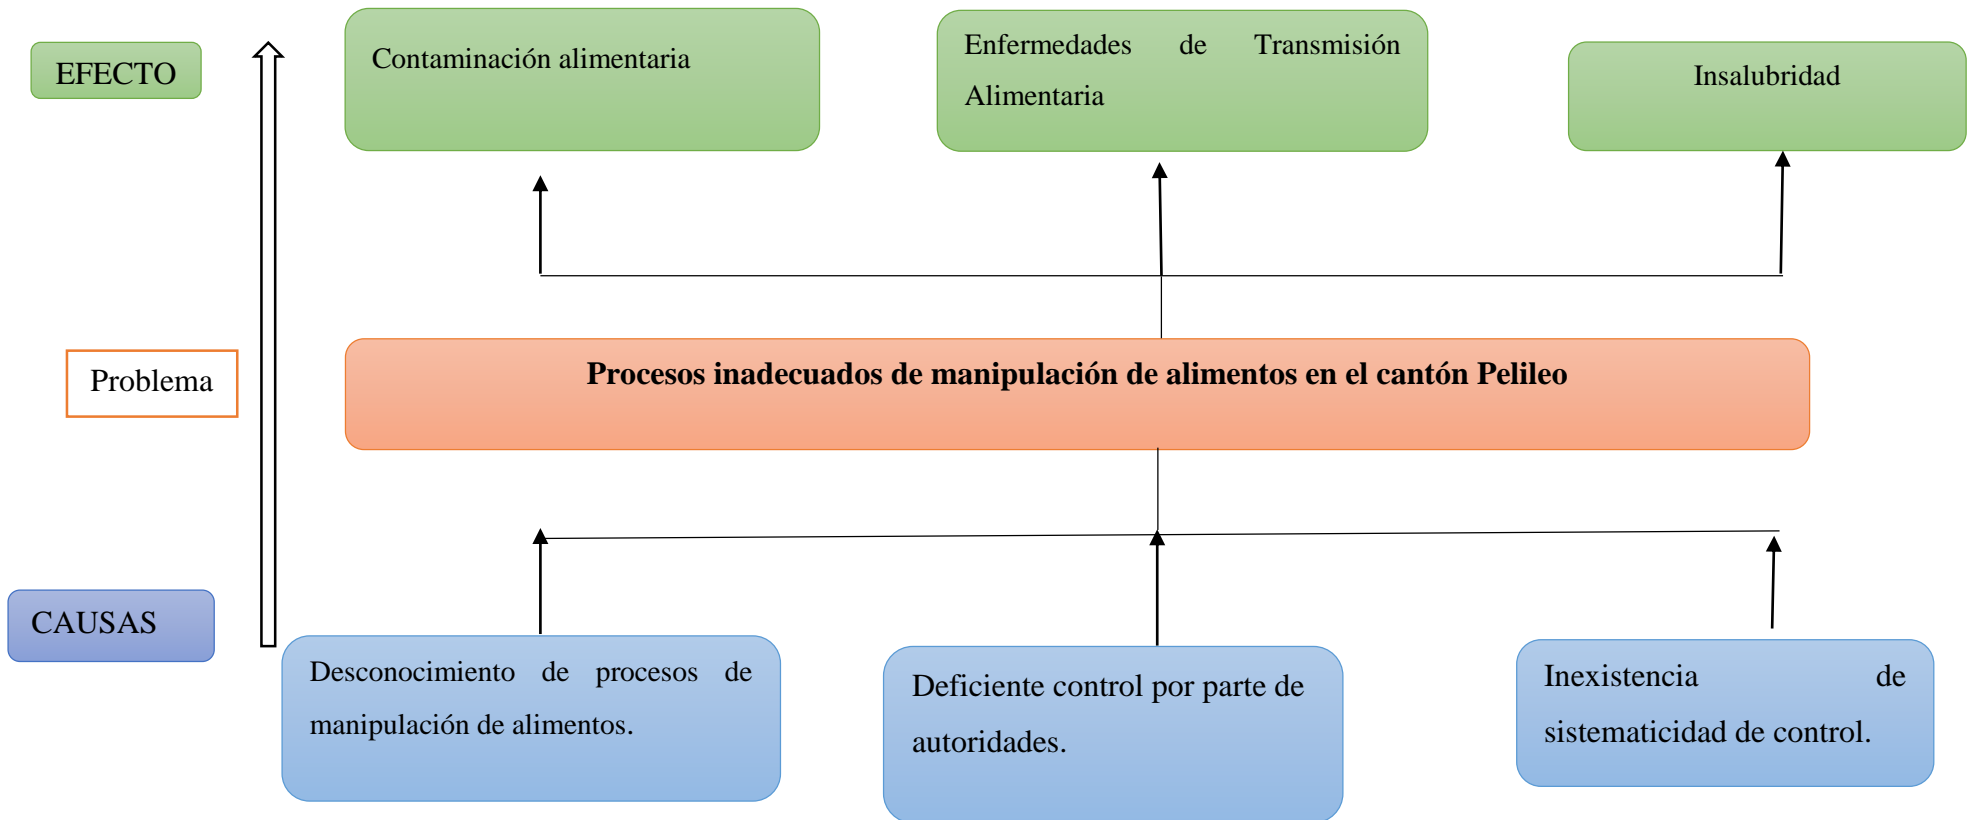 EFECTO
Contaminación alimentaria
Enfermedades de Transmisión
Alimentaria
Insalubridad
Problema
Procesos inadecuados de manipulación de alimentos en el cantón Pelileo
CAUSAS
Desconocimiento de procesos de
manipulación de alimentos.
Deficiente control por parte de
autoridades.
Inexistencia de
sistematicidad de control.